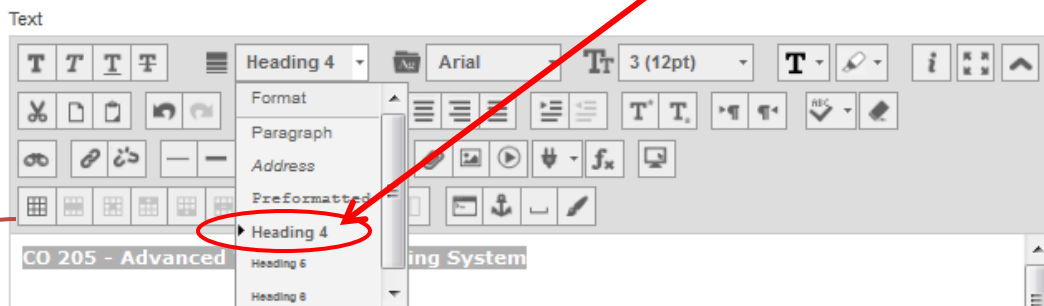 Text
T T T T Heading 4 Arial 3 (12pt) T i
Format
Paragraph
Address
Preformatted
Heading 4
Heading 5
Heading 6
CO 205 - Advanced ing System